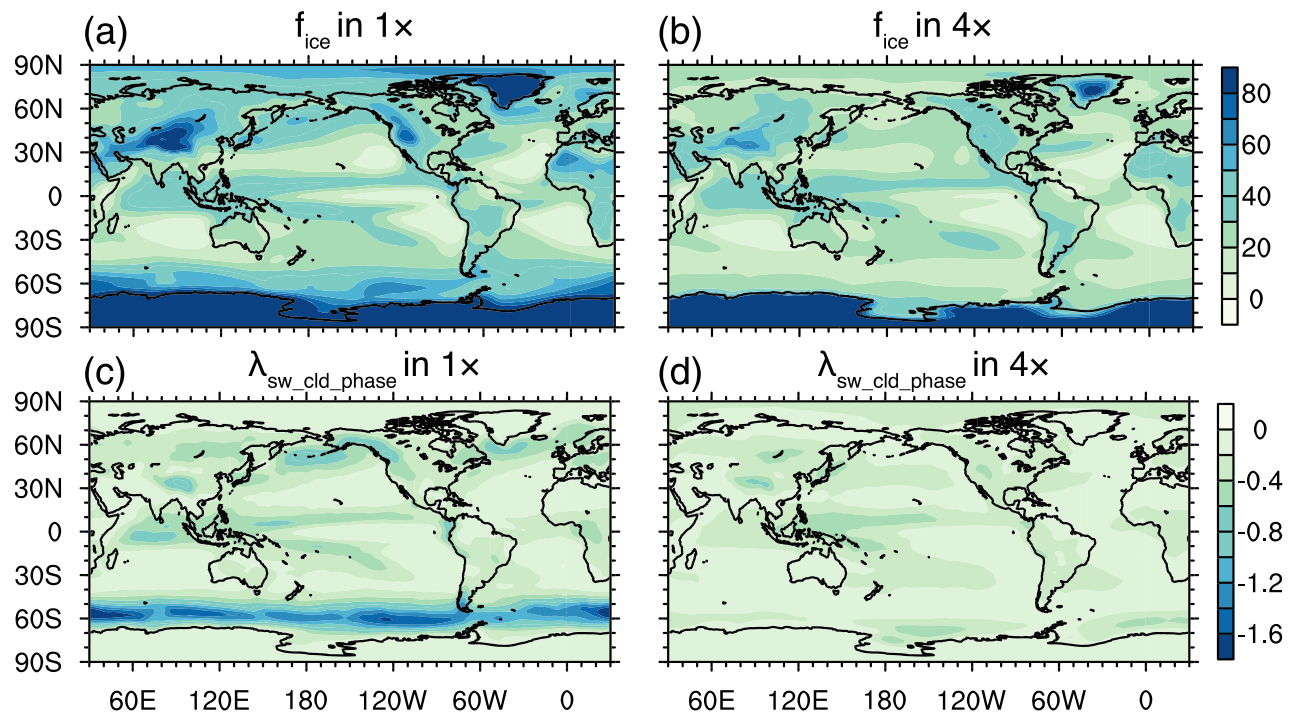 (a) f_ice in 1×
(b) f_ice in 4×
90N
60N
30N
0
30S
60S
90S
80
60
40
20
0
(c) λ_sw_cld_phase in 1×
(d) λ_sw_cld_phase in 4×
90N
60N
30N
0
30S
60S
90S
0
-0.4
-0.8
-1.2
-1.6
60E 120E 180 120W 60W 0
60E 120E 180 120W 60W 0